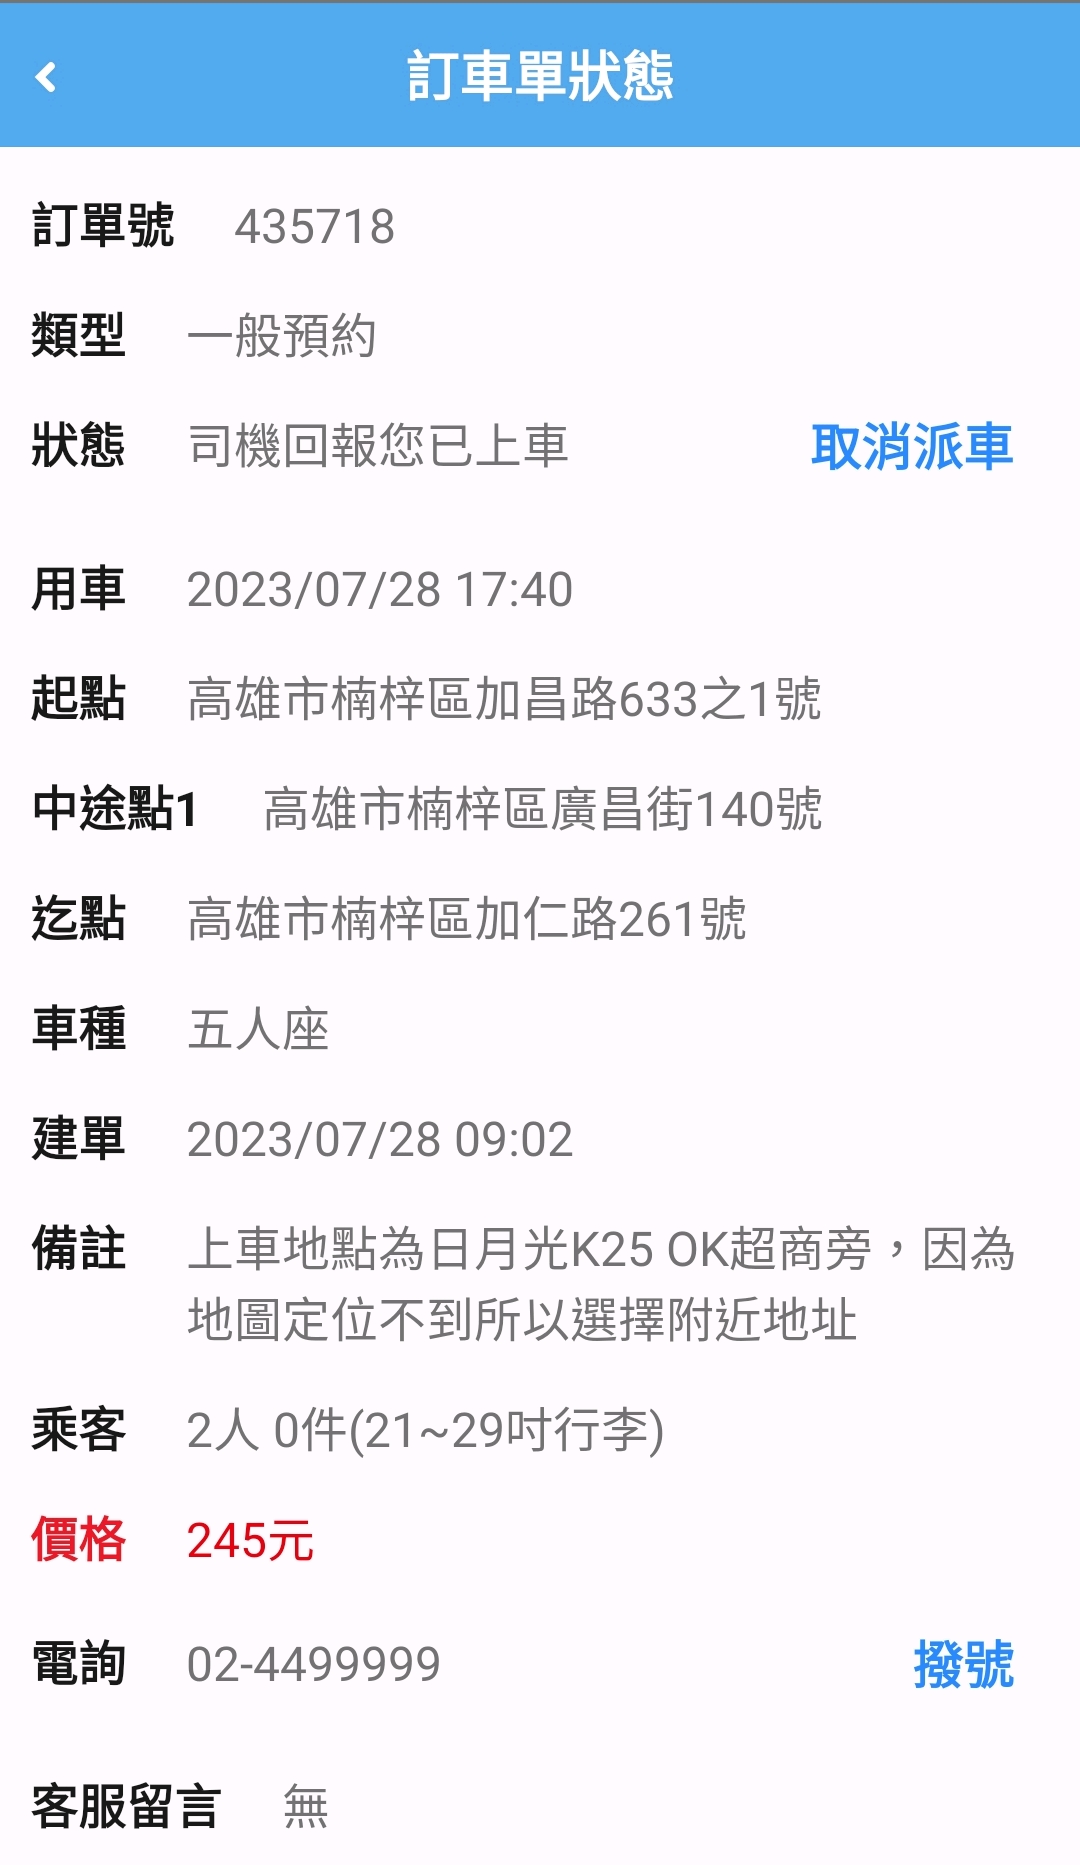 訂車單狀態
訂單號 435718
類型 一般預約
狀態 司機回報您已上車 取消派車
用車 2023/07/28 17:40
起點 高雄市楠梓區加昌路633之1號
中途點1 高雄市楠梓區廣昌街140號
迄點 高雄市楠梓區加仁路261號
車種 五人座
建單 2023/07/28 09:02
備註 上車地點為日月光K25 OK超商旁，因為
地圖定位不到所以選擇附近地址
乘客 2人 0件(21~29吋行李)
價格 245元
電詢 02-4499999 撥號
客服留言 無